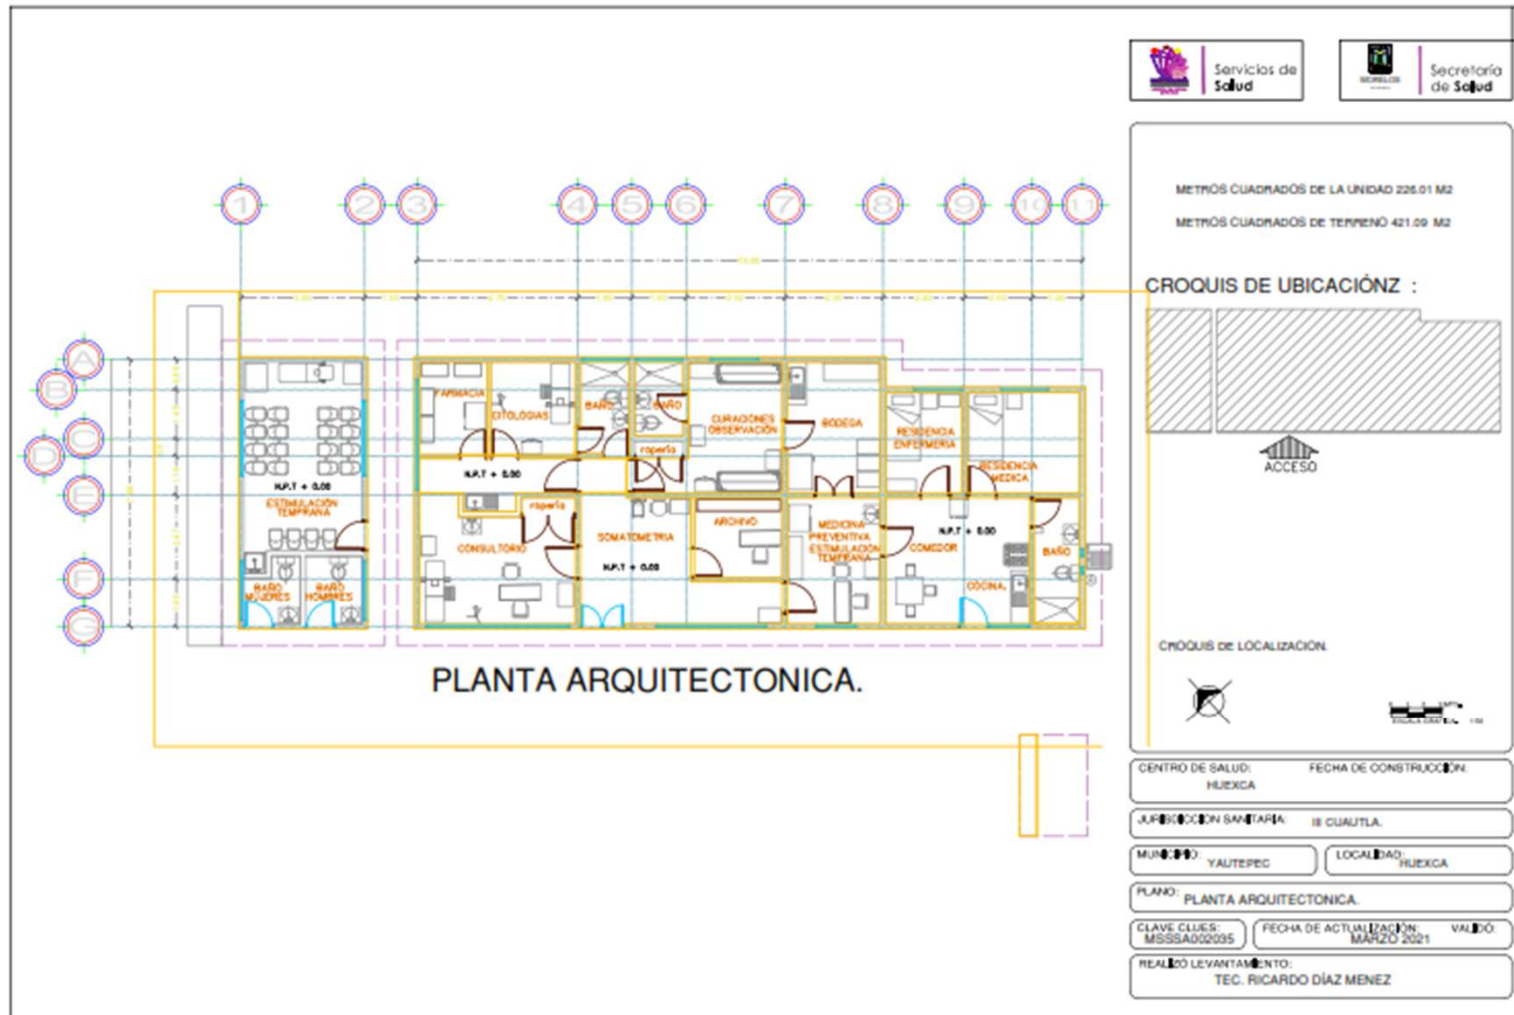 Servicios de
Salud
MORELOS
Secretaría
de Salud
METROS CUADRADOS DE LA UNIDAD 226.01 M2
METROS CUADRADOS DE TERRENO 421.09 M2
CROQUIS DE UBICACIÓNZ :
ACCESO
CROQUIS DE LOCALIZACION.
1 2 3 4 5 6 7 8 9 10 11
A
B
C
D
E
F
G
FARMACIA
CITOLOGIAS
BAÑO
BAÑO
CURACIONES
OBSERVACIÓN
BODEGA
RESIDENCIA
ENFERMERIA
RESIDENCIA
MEDICA
ropería
N.P.T + 0.00
N.P.T + 0.00
ESTIMULACIÓN
TEMPRANA
ropería
CONSULTORIO
SOMATOMETRIA
N.P.T + 0.00
ARCHIVO
MEDICINA
PREVENTIVA
ESTIMULACIÓN
TEMPRANA
N.P.T + 0.00
COMEDOR
COCINA.
BAÑO
BAÑO
MUJERES
BAÑO
HOMBRES
PLANTA ARQUITECTONICA.
CENTRO DE SALUD:
HUEXCA
FECHA DE CONSTRUCCIÓN:
JURISDICCION SANITARÍA: III CUAUTLA.
MUNICIPIO: YAUTEPEC
LOCALIDAD: HUEXCA
PLANO: PLANTA ARQUITECTONICA.
CLAVE CLUES:
MSSSA002035
FECHA DE ACTUALIZACIÓN:
MARZO 2021
VALIDÓ:
REALIZÓ LEVANTAMIENTO:
TEC. RICARDO DÍAZ MENEZ